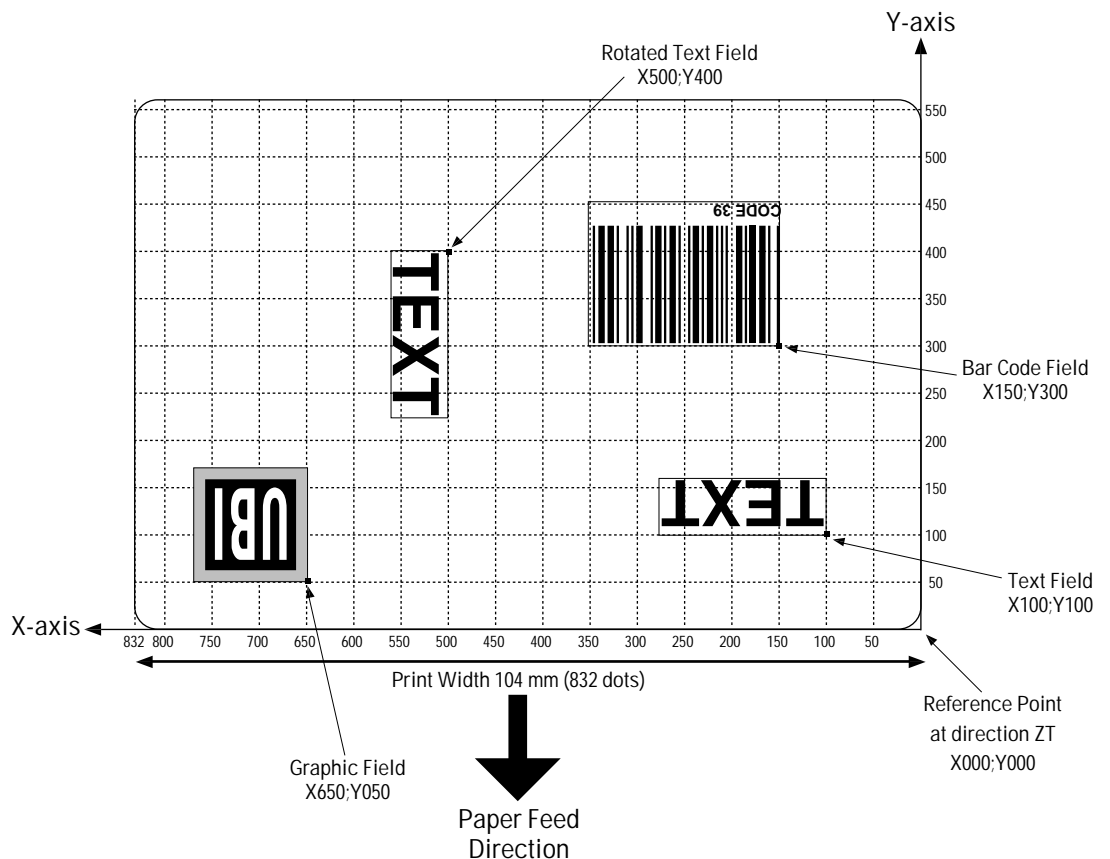 Y-axis
Rotated Text Field
X500;Y400
550
500
450
CODE 39
400
TEXT
350
300
Bar Code Field
X150;Y300
250
200
150
UBI
TEXT
100
50
Text Field
X100;Y100
X-axis
832 800 750 700 650 600 550 500 450 400 350 300 250 200 150 100 50
Print Width 104 mm (832 dots)
Reference Point
at direction ZT
X000;Y000
Graphic Field
X650;Y050
Paper Feed
Direction